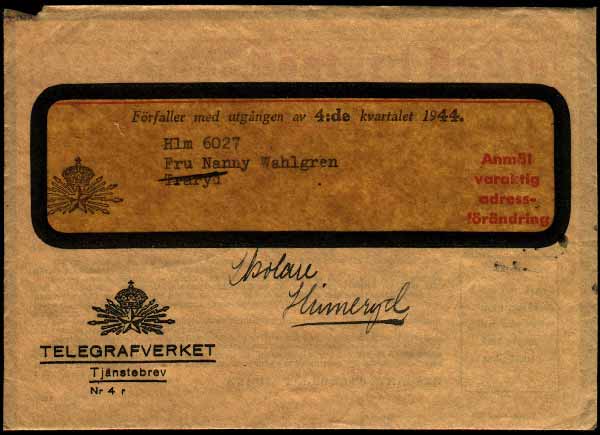 Förfaller med utgången av 4:de kvartalet 1944.
Hlm 6027
Fru Nanny Wahlgren
Traryd
Anmäl
varaktig
adress-
förändring
Skolan
Hinneryd
TELEGRAFVERKET
Tjänstebrev
Nr 4 r